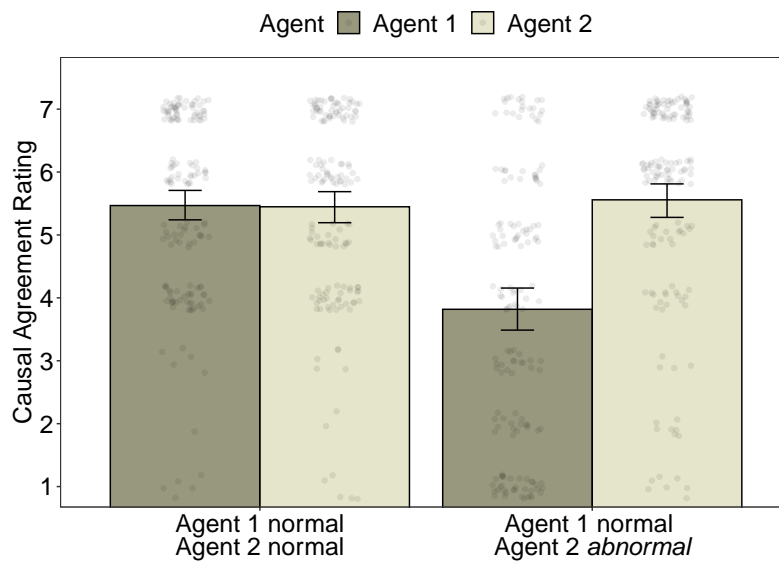 Agent Agent 1 Agent 2
Causal Agreement Rating
7
6
5
4
3
2
1
Agent 1 normal
Agent 2 normal
Agent 1 normal
Agent 2 abnormal